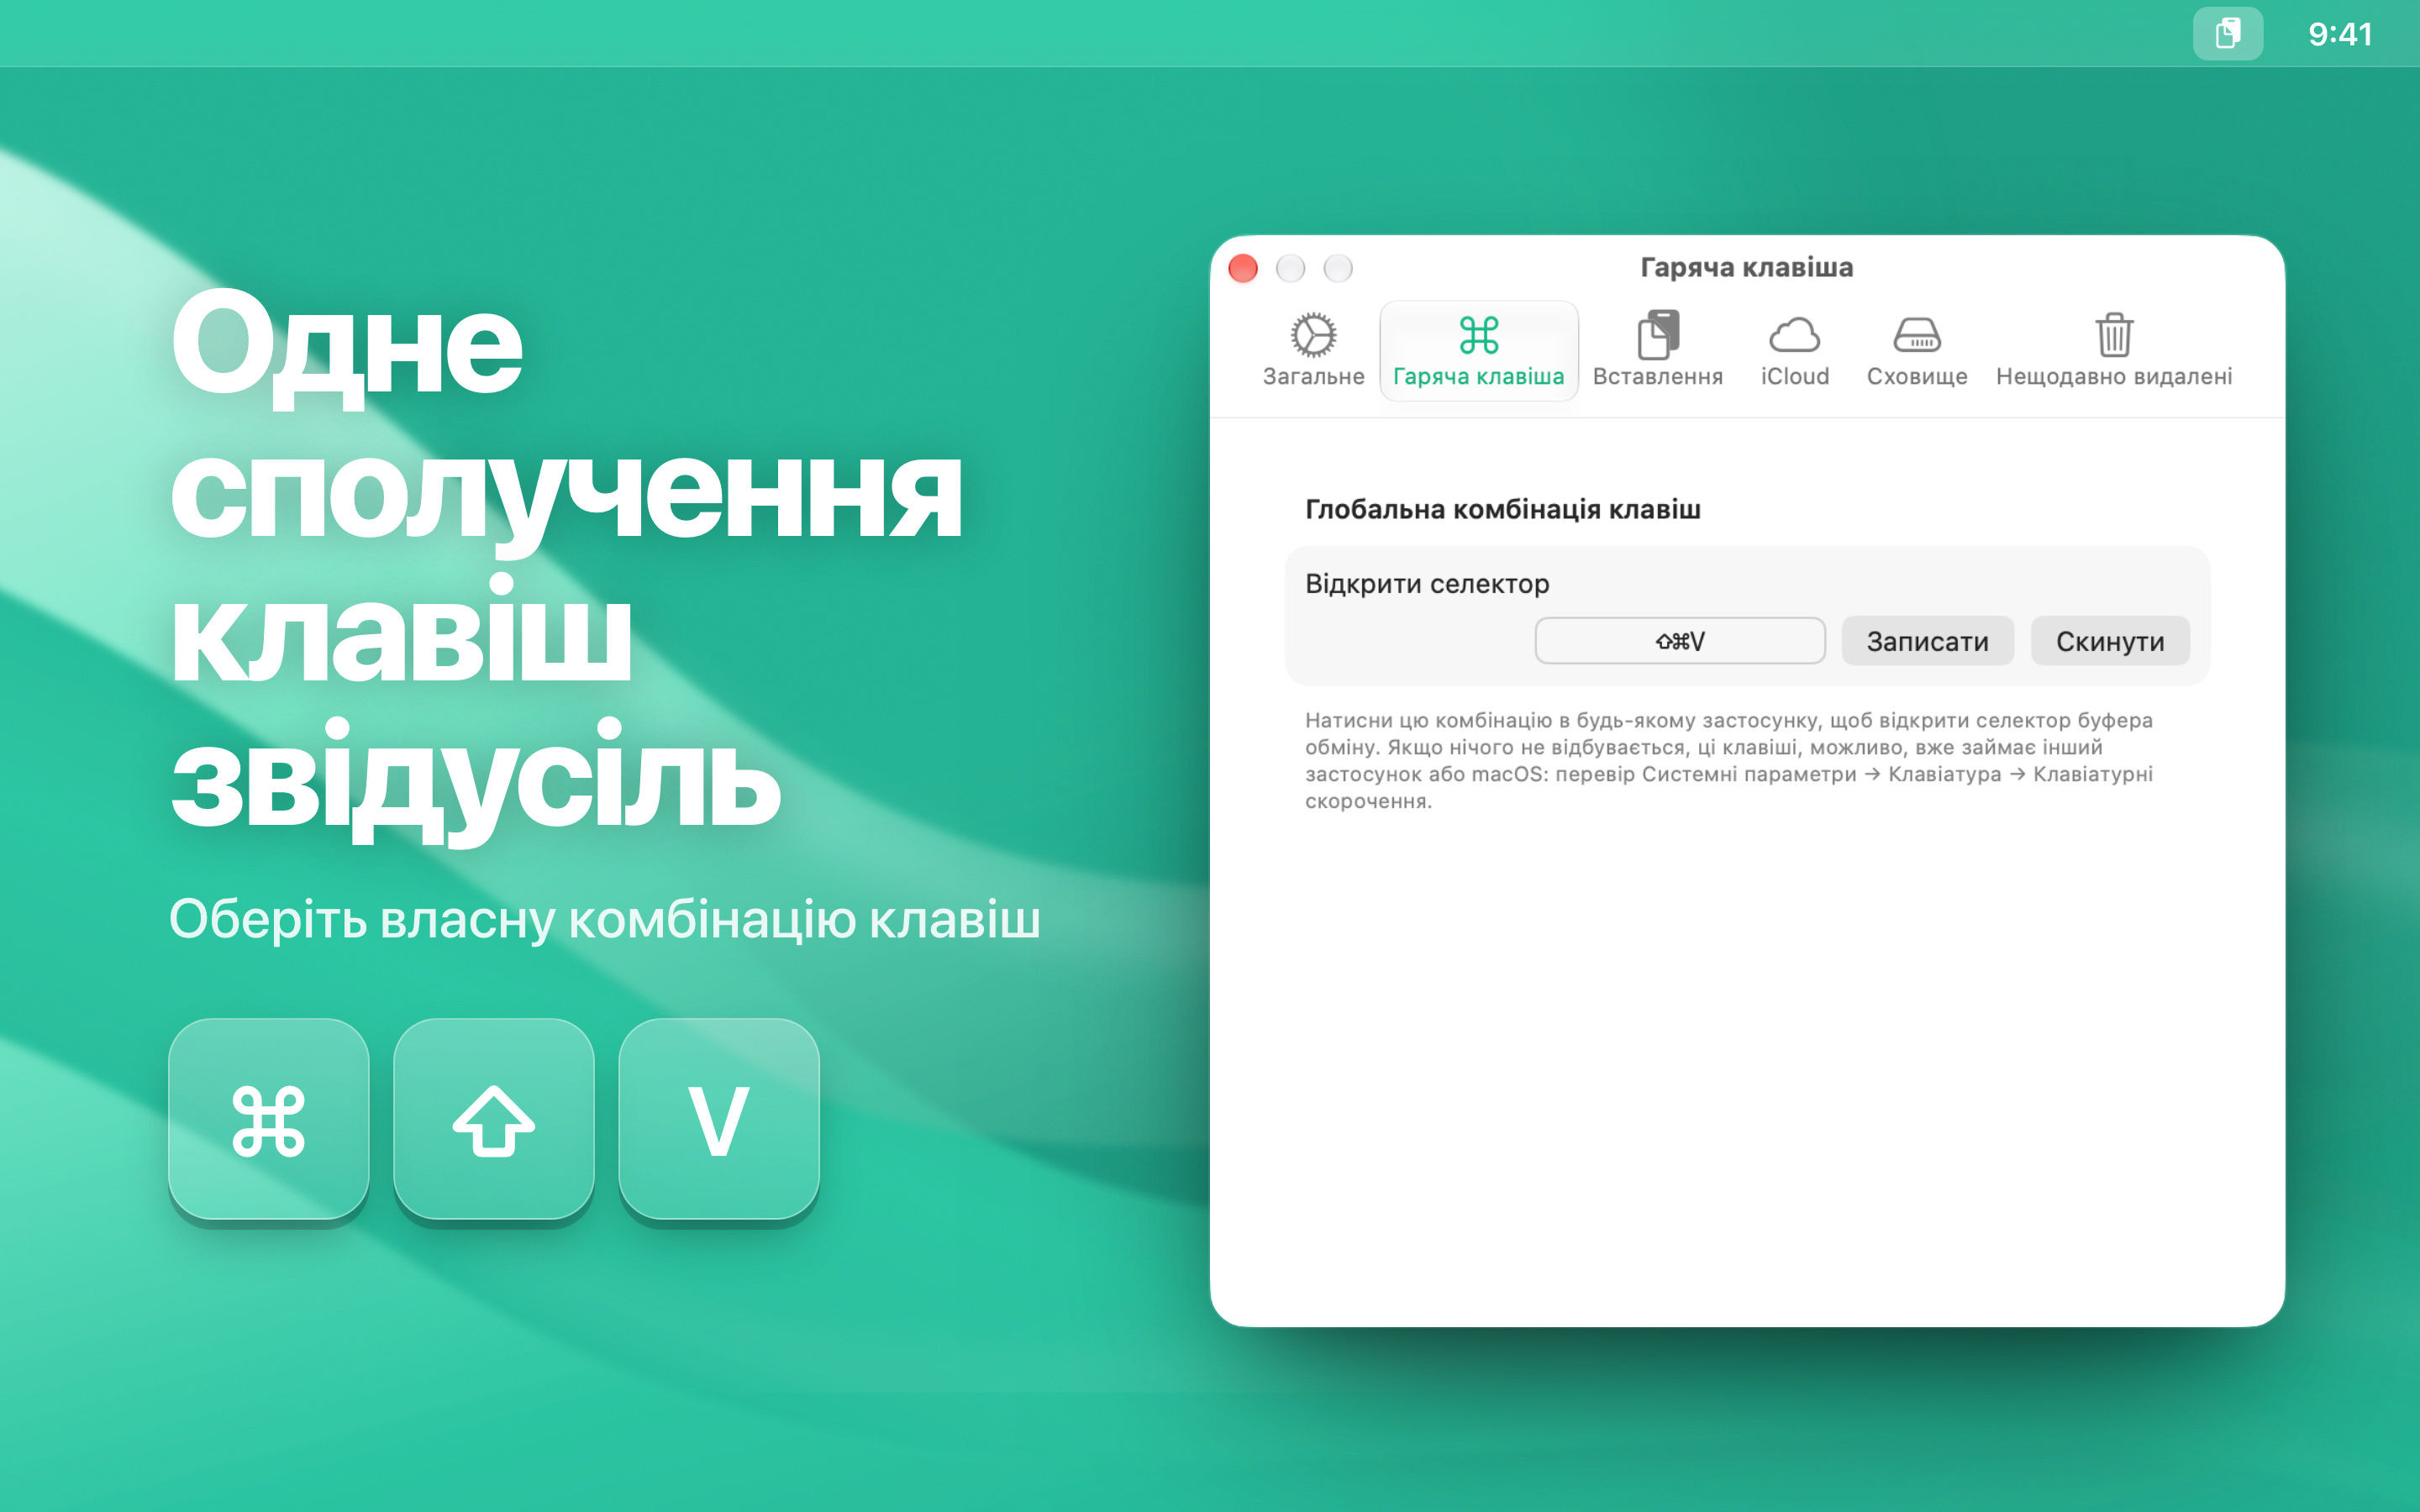 9:41
Одне
сполучення
клавіш
звідусіль
Оберіть власну комбінацію клавіш
⌘ ⇧ V
Гаряча клавіша
Загальне Гаряча клавіша Вставлення iCloud Сховище Нещодавно видалені
Глобальна комбінація клавіш
Відкрити селектор
⇧⌘V Записати Скинути
Натисни цю комбінацію в будь-якому застосунку, щоб відкрити селектор буфера
обміну. Якщо нічого не відбувається, ці клавіші, можливо, вже займає інший
застосунок або macOS: перевір Системні параметри → Клавіатура → Клавіатурні
скорочення.